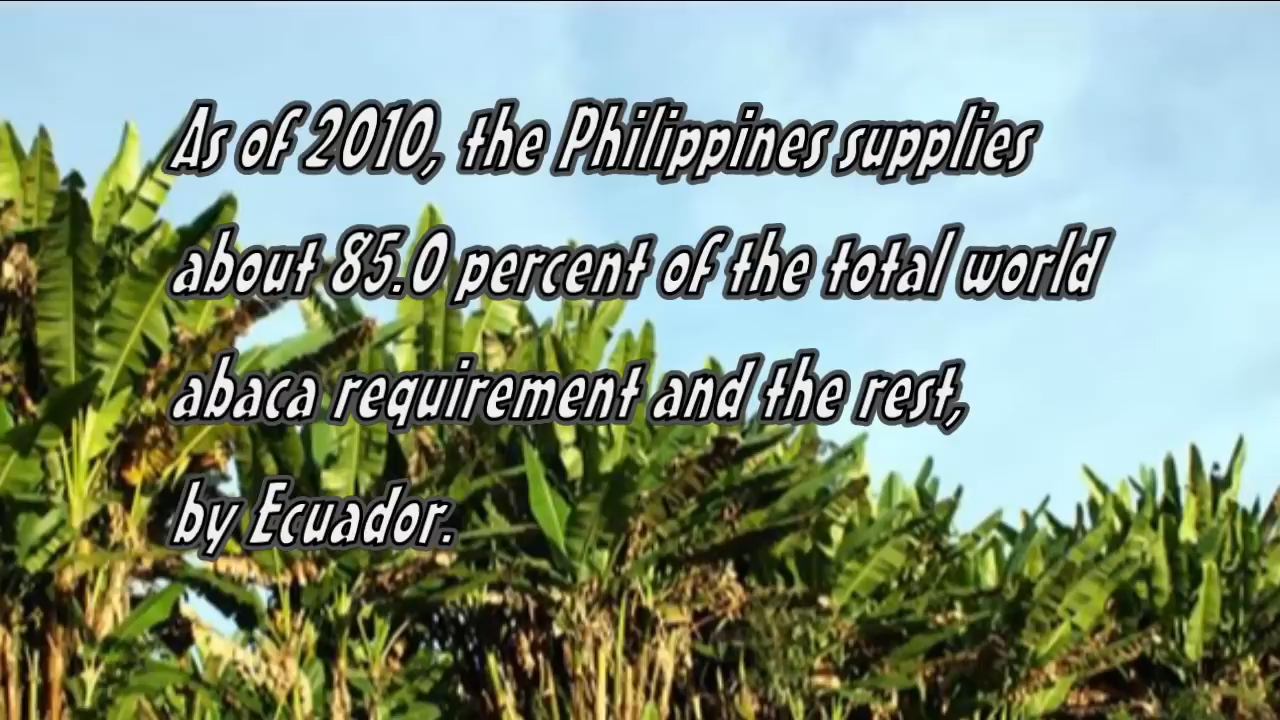 As of 2010, the Philippines supplies
about 85.0 percent of the total world
abaca requirement and the rest,
by Ecuador.